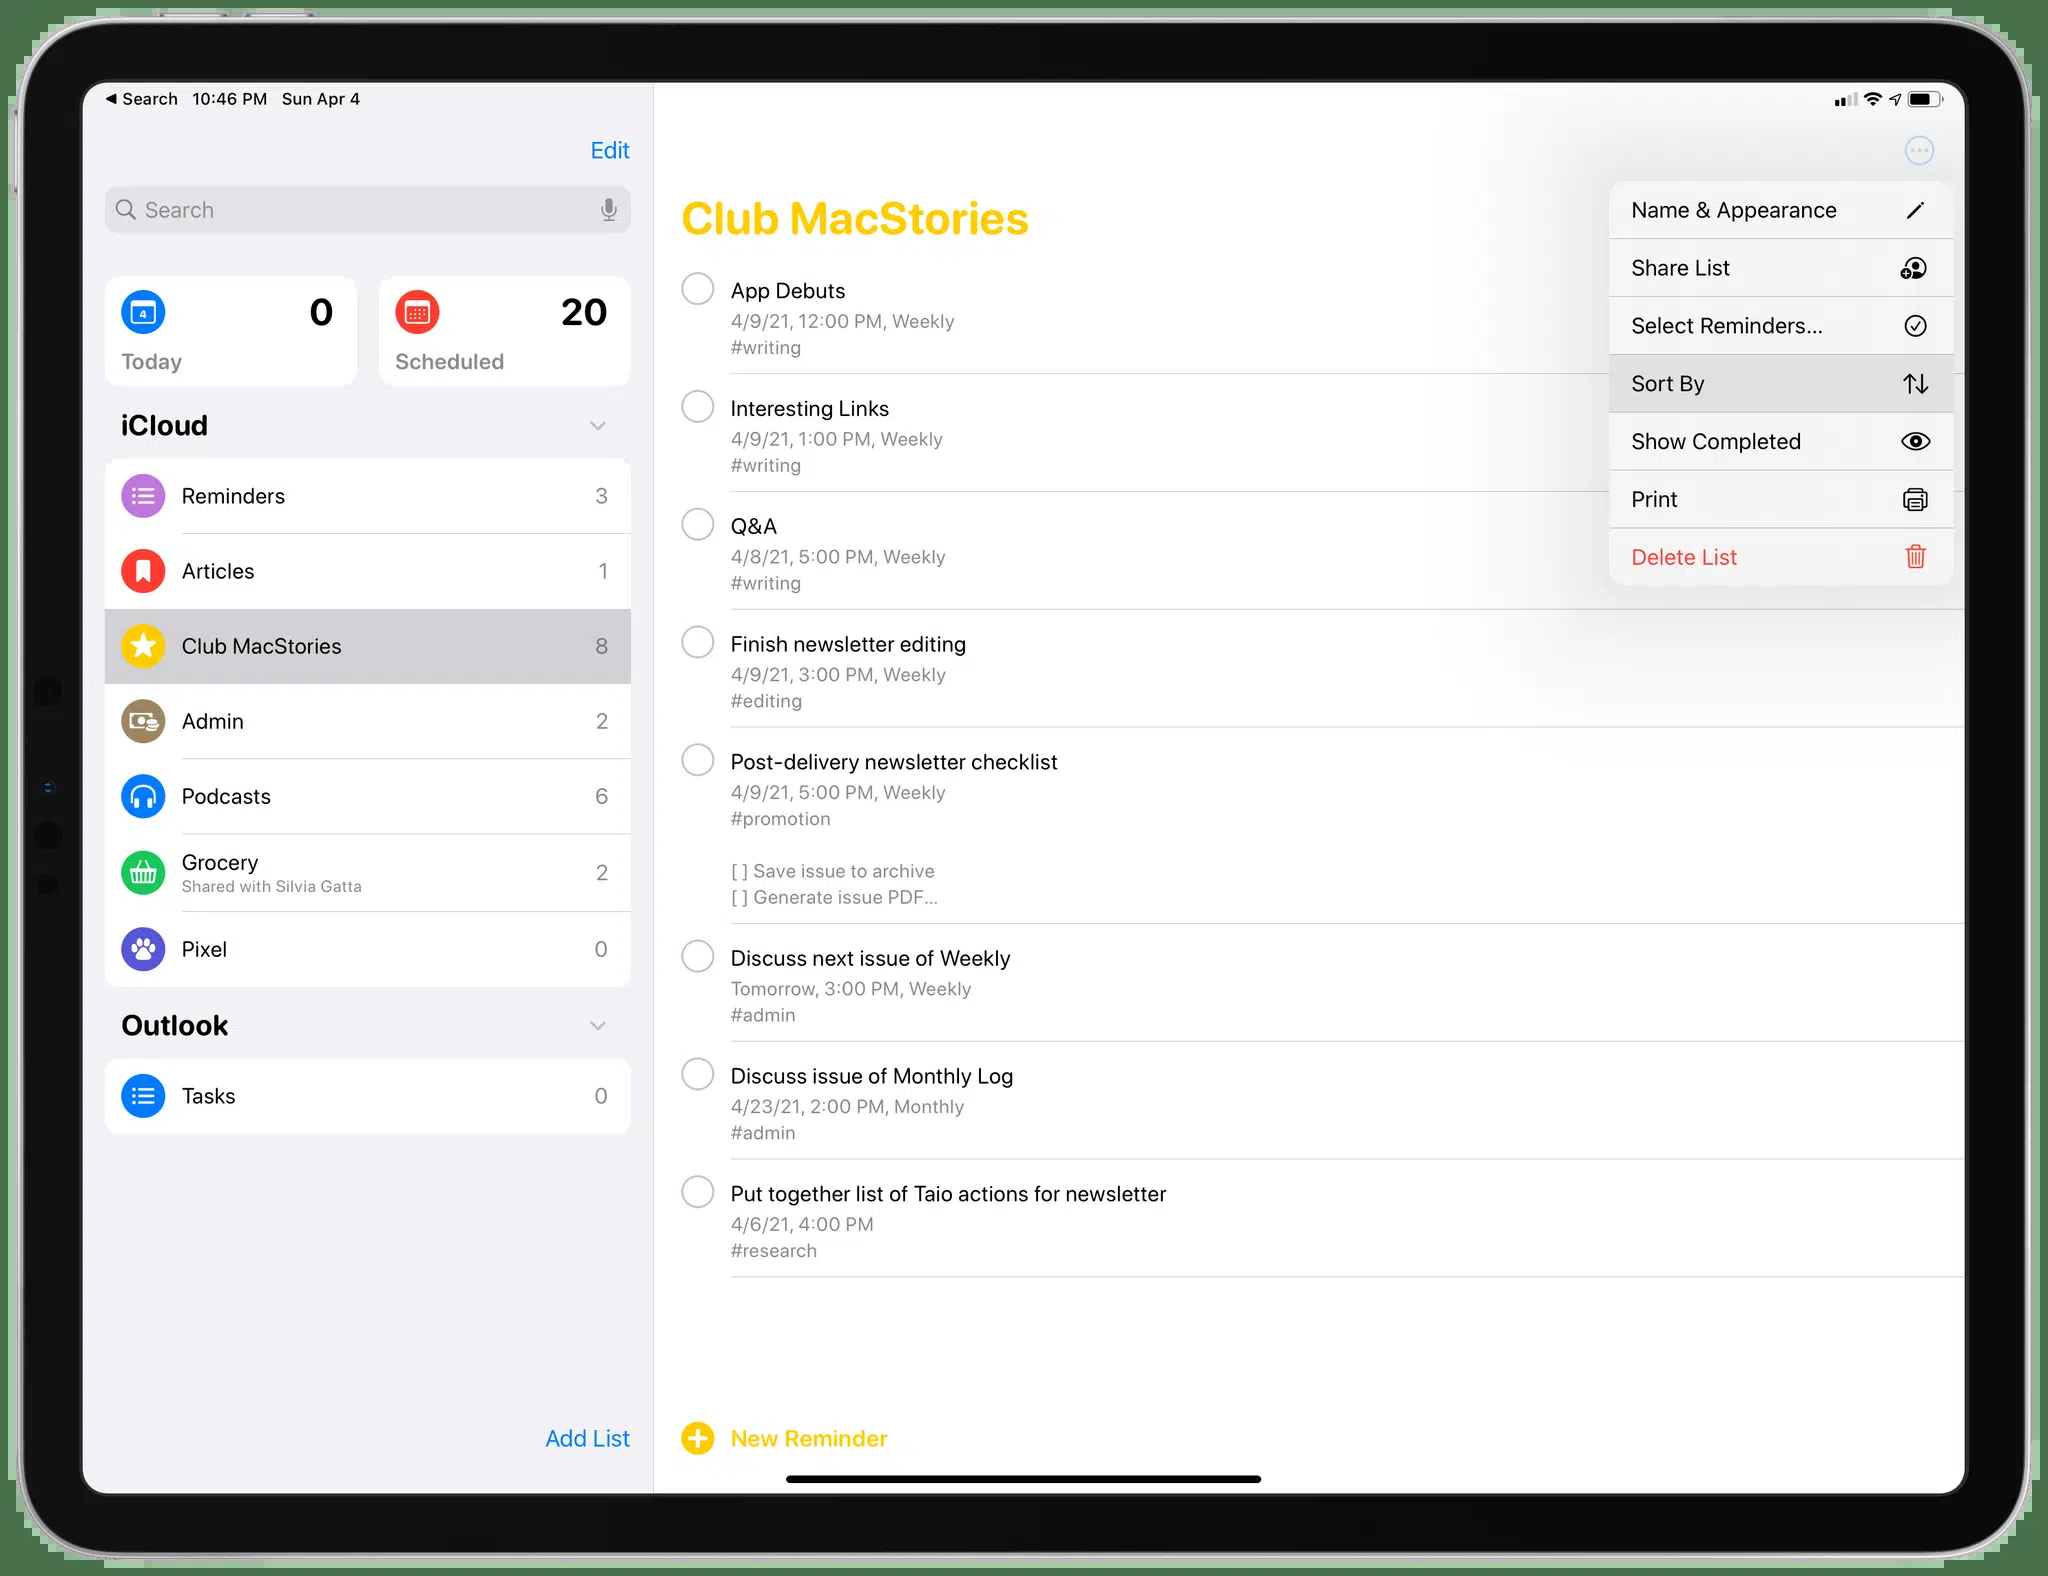 Search 10:46 PM Sun Apr 4
Edit
Search
4
0
Today
20
Scheduled
iCloud
Reminders 3
Articles 1
Club MacStories 8
Admin 2
Podcasts 6
Grocery
Shared with Silvia Gatta
2
Pixel 0
Outlook
Tasks 0
Add List
Club MacStories
App Debuts
4/9/21, 12:00 PM, Weekly
#writing
Interesting Links
4/9/21, 1:00 PM, Weekly
#writing
Q&A
4/8/21, 5:00 PM, Weekly
#writing
Finish newsletter editing
4/9/21, 3:00 PM, Weekly
#editing
Post-delivery newsletter checklist
4/9/21, 5:00 PM, Weekly
#promotion
[ ] Save issue to archive
[ ] Generate issue PDF...
Discuss next issue of Weekly
Tomorrow, 3:00 PM, Weekly
#admin
Discuss issue of Monthly Log
4/23/21, 2:00 PM, Monthly
#admin
Put together list of Taio actions for newsletter
4/6/21, 4:00 PM
#research
New Reminder
Name & Appearance
Share List
Select Reminders...
Sort By
Show Completed
Print
Delete List